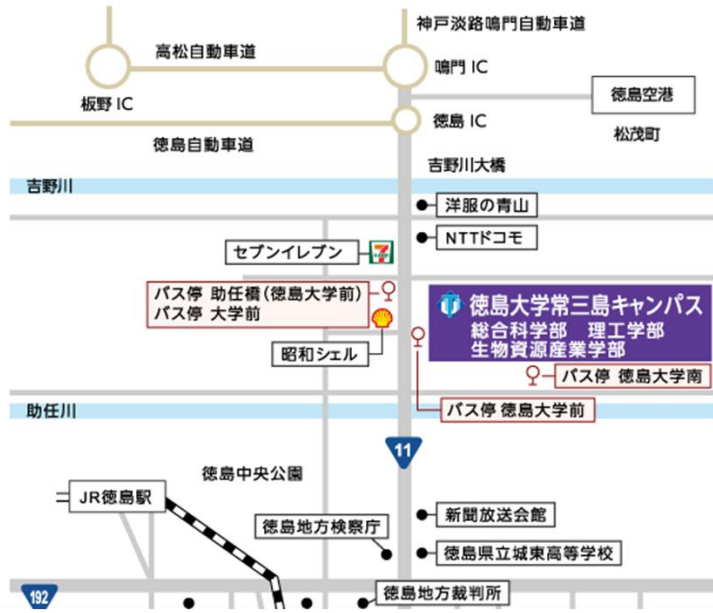 神戸淡路鳴門自動車道
高松自動車道
鳴門 IC
板野 IC
徳島空港
徳島 IC
松茂町
徳島自動車道
吉野川大橋
吉野川
洋服の青山
NTTドコモ
セブンイレブン
バス停 助任橋(徳島大学前)
バス停 大学前
徳島大学常三島キャンパス
総合科学部 理工学部
生物資源産業学部
昭和シェル
バス停 徳島大学南
助任川
バス停 徳島大学前
11
徳島中央公園
JR徳島駅
新聞放送会館
徳島地方検察庁
徳島県立城東高等学校
徳島地方裁判所
192